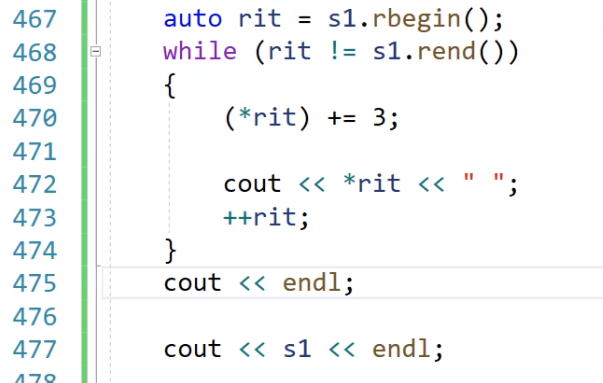 467 auto rit = s1.rbegin();
468 while (rit != s1.rend())
469 {
470 (*rit) += 3;
471
472 cout << *rit << " ";
473 ++rit;
474 }
475 cout << endl;
476
477 cout << s1 << endl;
478